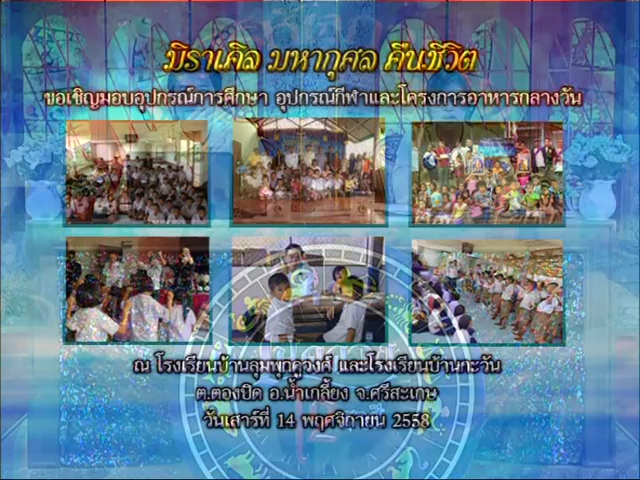 มิราเคิล มหากุศล คืนชีวิต
ขอเชิญมอบอุปกรณ์การศึกษา อุปกรณ์กีฬาและโครงการอาหารกลางวัน
ณ โรงเรียนบ้านลุมพุกคูวงศ์ และโรงเรียนบ้านกะวัน
ต.ตองปิด อ.น้ำเกลี้ยง จ.ศรีสะเกษ
วันเสาร์ที่ 14 พฤศจิกายน 2558